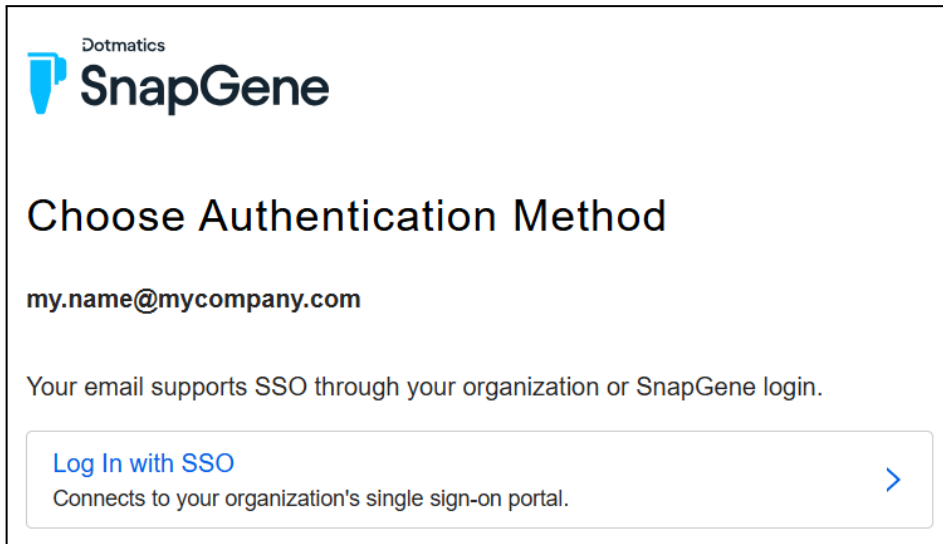 Dotmatics
SnapGene
Choose Authentication Method
my.name@mycompany.com
Your email supports SSO through your organization or SnapGene login.
Log In with SSO
Connects to your organization's single sign-on portal.